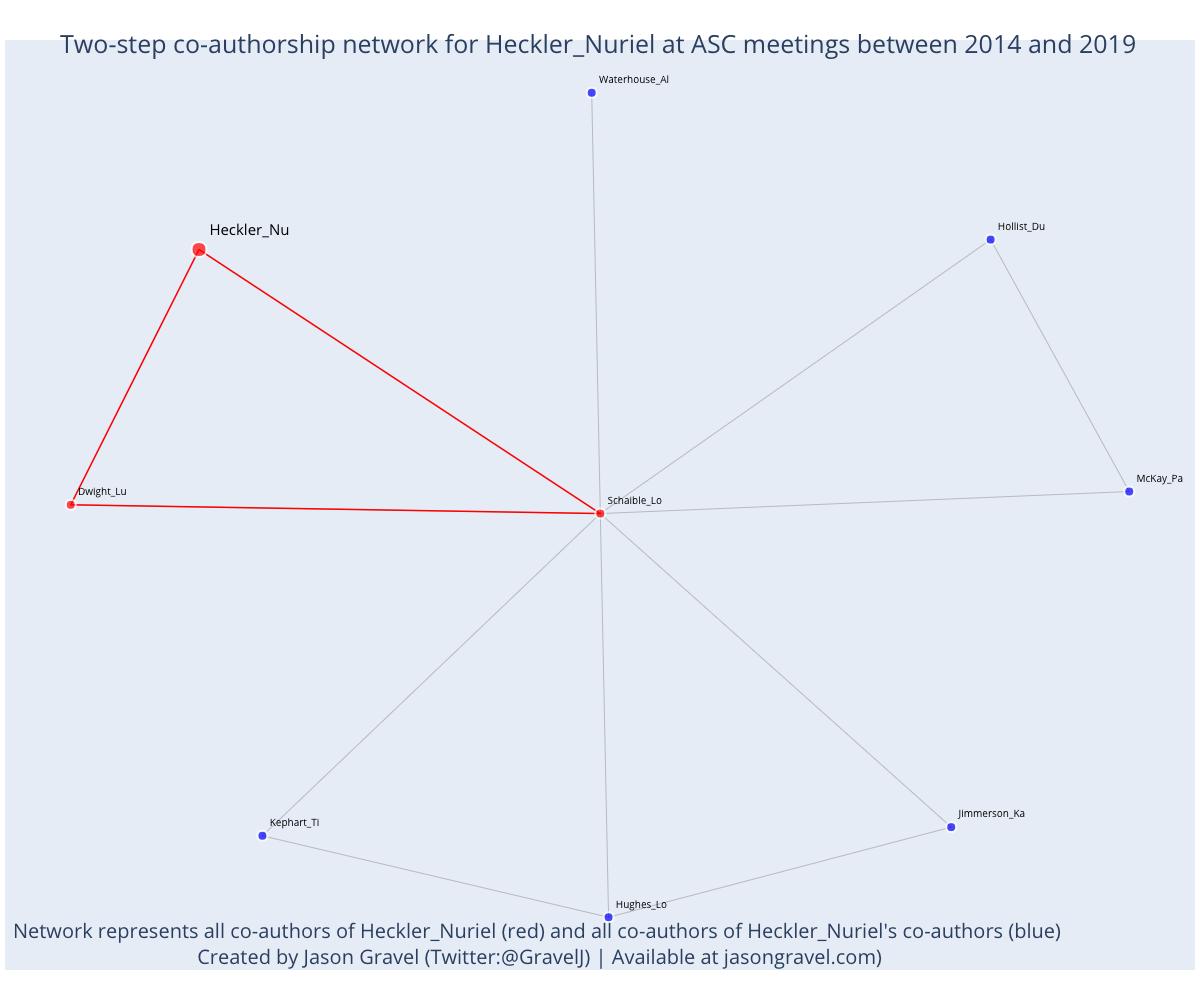 Two-step co-authorship network for Heckler_Nuriel at ASC meetings between 2014 and 2019
Waterhouse_Al
Hollist_Du
Heckler_Nu
McKay_Pa
Dwight_Lu
Schaible_Lo
Jimmerson_Ka
Kephart_Ti
Hughes_Lo
Network represents all co-authors of Heckler_Nuriel (red) and all co-authors of Heckler_Nuriel's co-authors (blue)
Created by Jason Gravel (Twitter:@GravelJ) | Available at jasongravel.com)